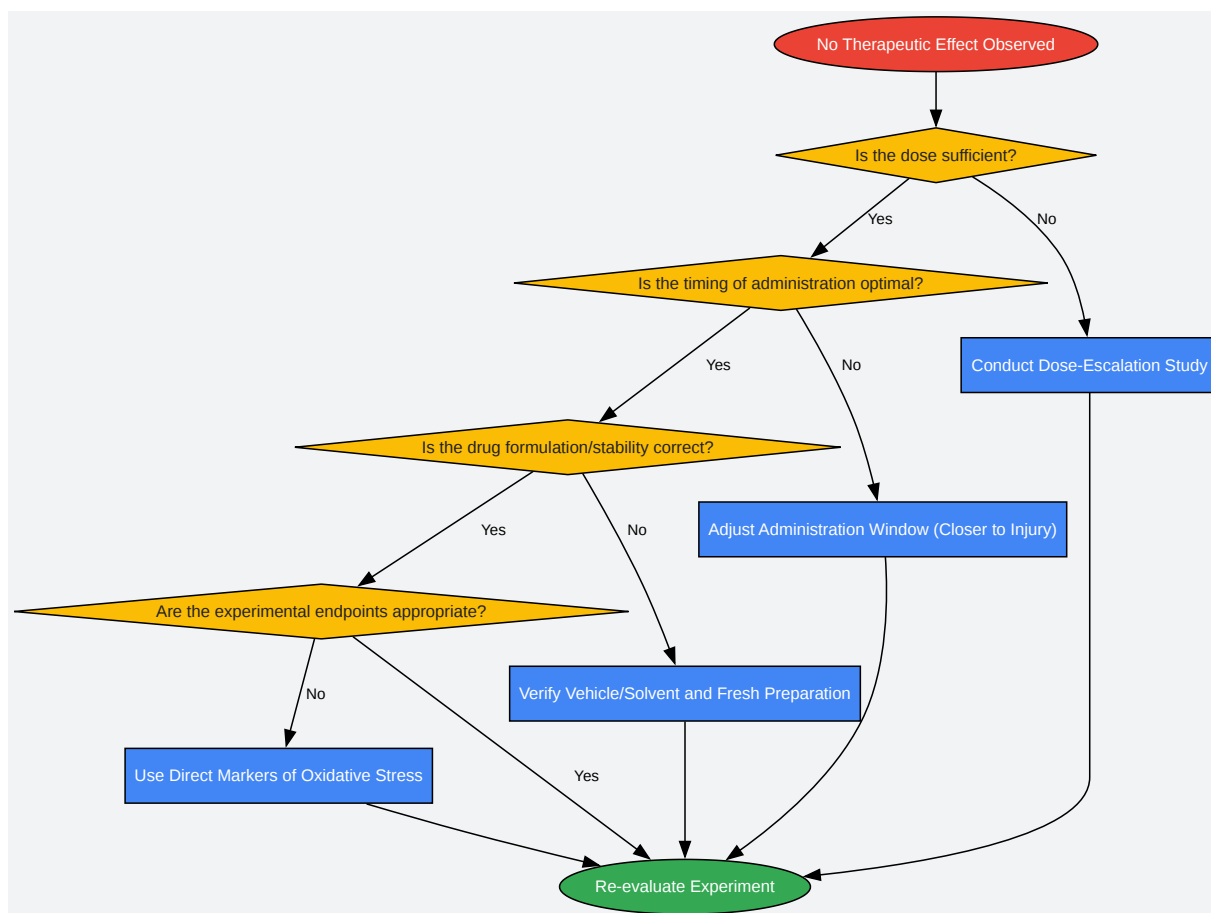 No Therapeutic Effect Observed
Is the dose sufficient?
Yes
No
Is the timing of administration optimal?
Yes
No
Conduct Dose-Escalation Study
Is the drug formulation/stability correct?
Yes
No
Adjust Administration Window (Closer to Injury)
Are the experimental endpoints appropriate?
No
Verify Vehicle/Solvent and Fresh Preparation
Use Direct Markers of Oxidative Stress
Yes
Re-evaluate Experiment